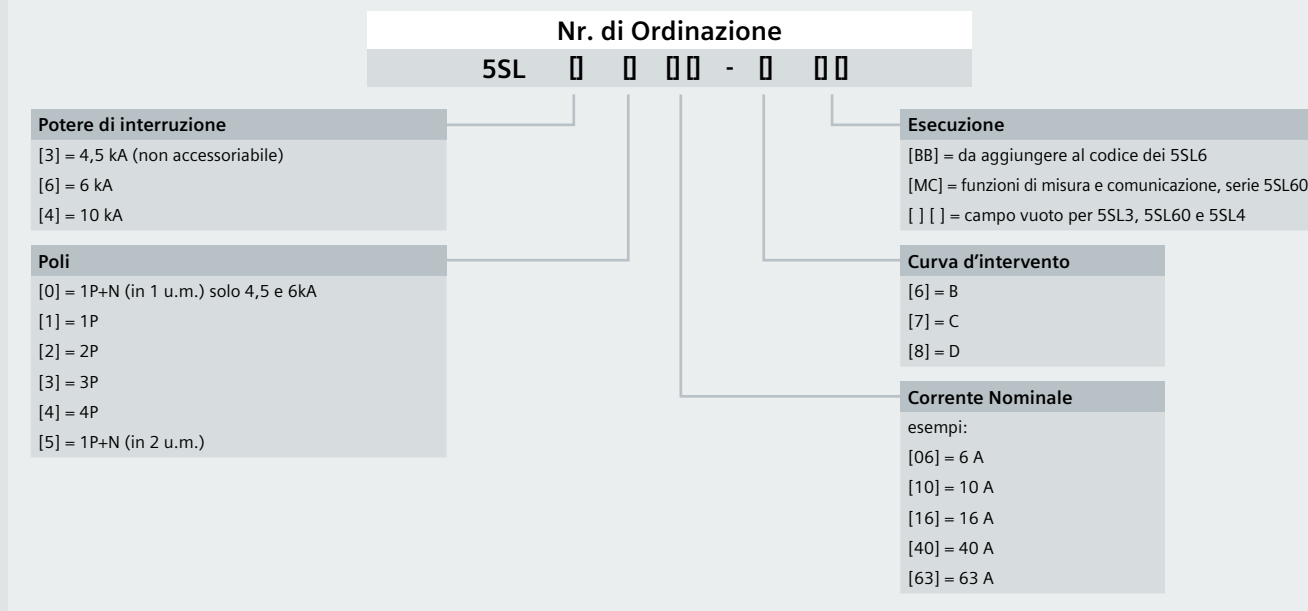 Nr. di Ordinazione
5SL [] [] [] [] - [] [] []
Potere di interruzione
[3] = 4,5 kA (non accessoriabile)
[6] = 6 kA
[4] = 10 kA
Poli
[0] = 1P+N (in 1 u.m.) solo 4,5 e 6kA
[1] = 1P
[2] = 2P
[3] = 3P
[4] = 4P
[5] = 1P+N (in 2 u.m.)
Esecuzione
[BB] = da aggiungere al codice dei 5SL6
[MC] = funzioni di misura e comunicazione, serie 5SL60
[ ] [ ] = campo vuoto per 5SL3, 5SL60 e 5SL4
Curva d’intervento
[6] = B
[7] = C
[8] = D
Corrente Nominale
esempi:
[06] = 6 A
[10] = 10 A
[16] = 16 A
[40] = 40 A
[63] = 63 A